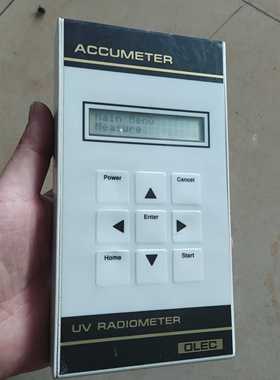 ACCUMETER
Main Menu
Measure
Power
Cancel
Enter
Home
Start
UV RADIOMETER
OLEC